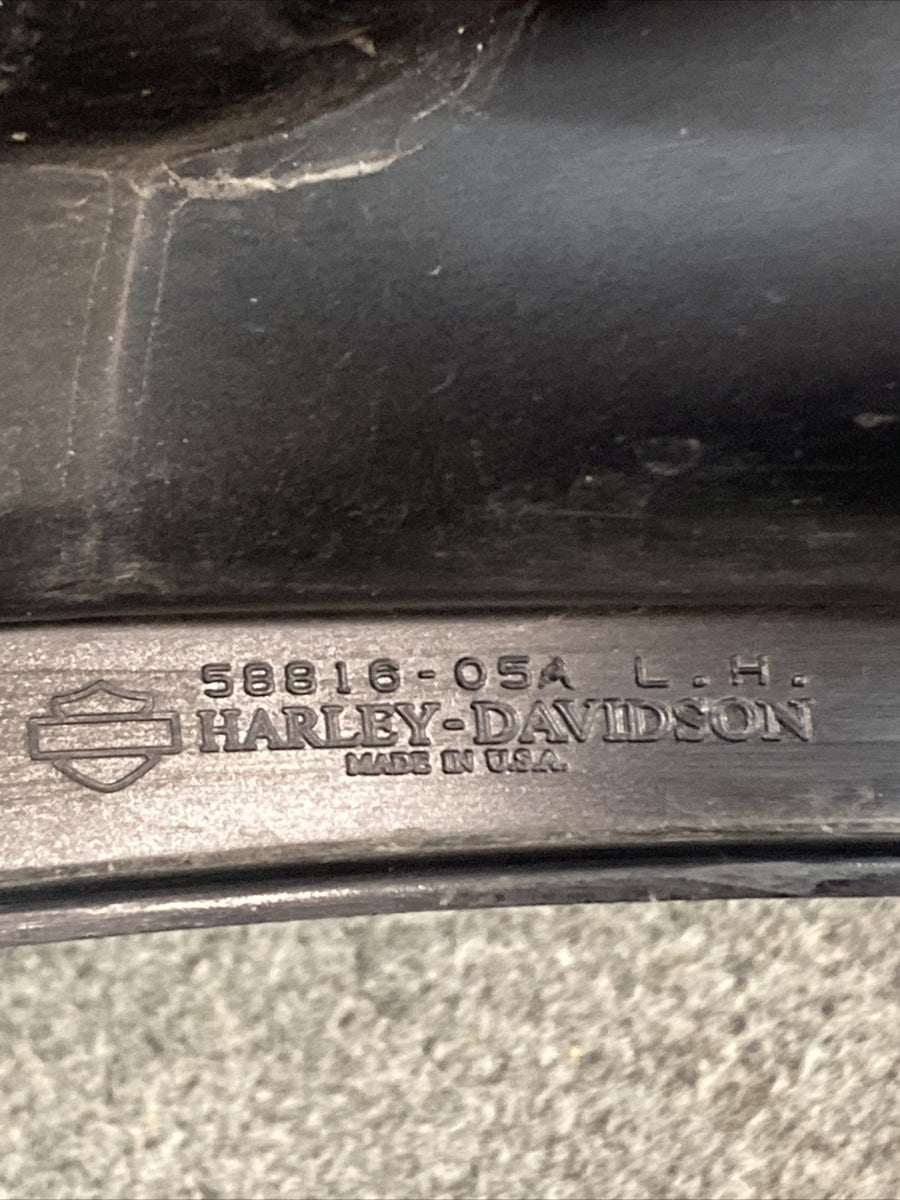 58816-05A L.H.
HARLEY-DAVIDSON
MADE IN U.S.A.